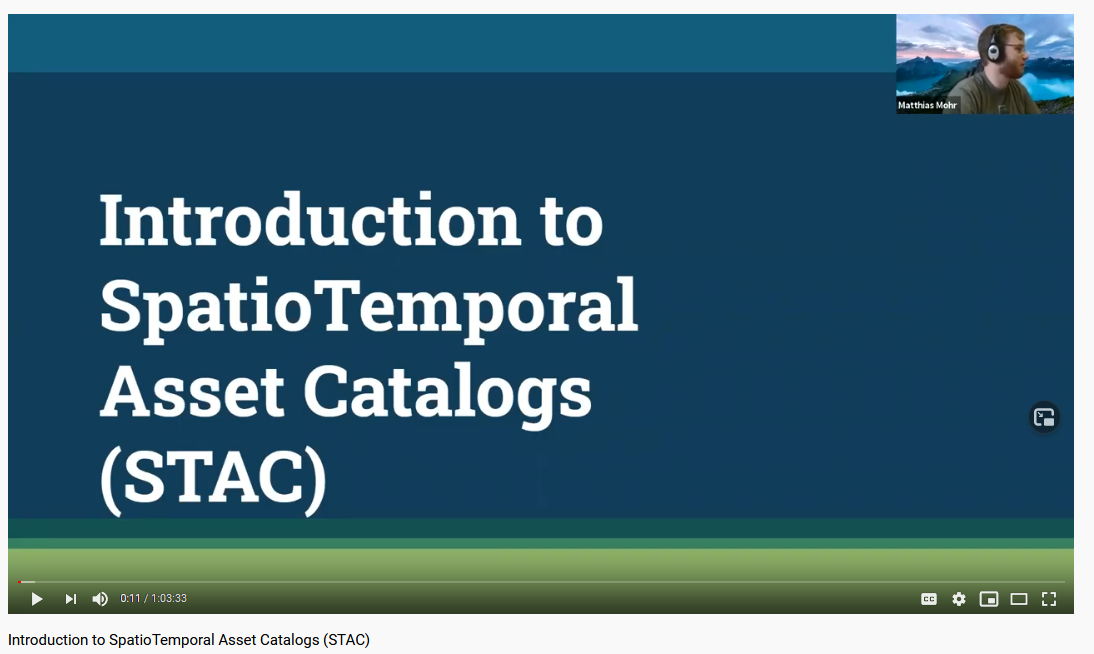 Matthias Mohr
Introduction to
SpatioTemporal
Asset Catalogs
(STAC)
0:11 / 1:03:33
CC
Introduction to SpatioTemporal Asset Catalogs (STAC)